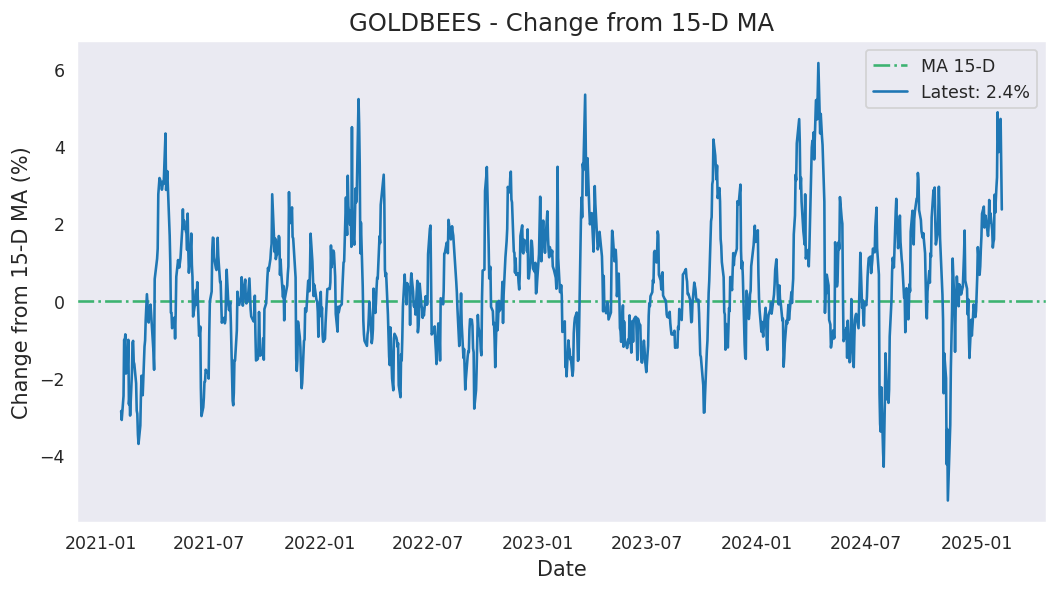 GOLDBEES - Change from 15-D MA
MA 15-D
Latest: 2.4%
Change from 15-D MA (%)
6
4
2
0
−2
−4
2021-01 2021-07 2022-01 2022-07 2023-01 2023-07 2024-01 2024-07 2025-01
Date